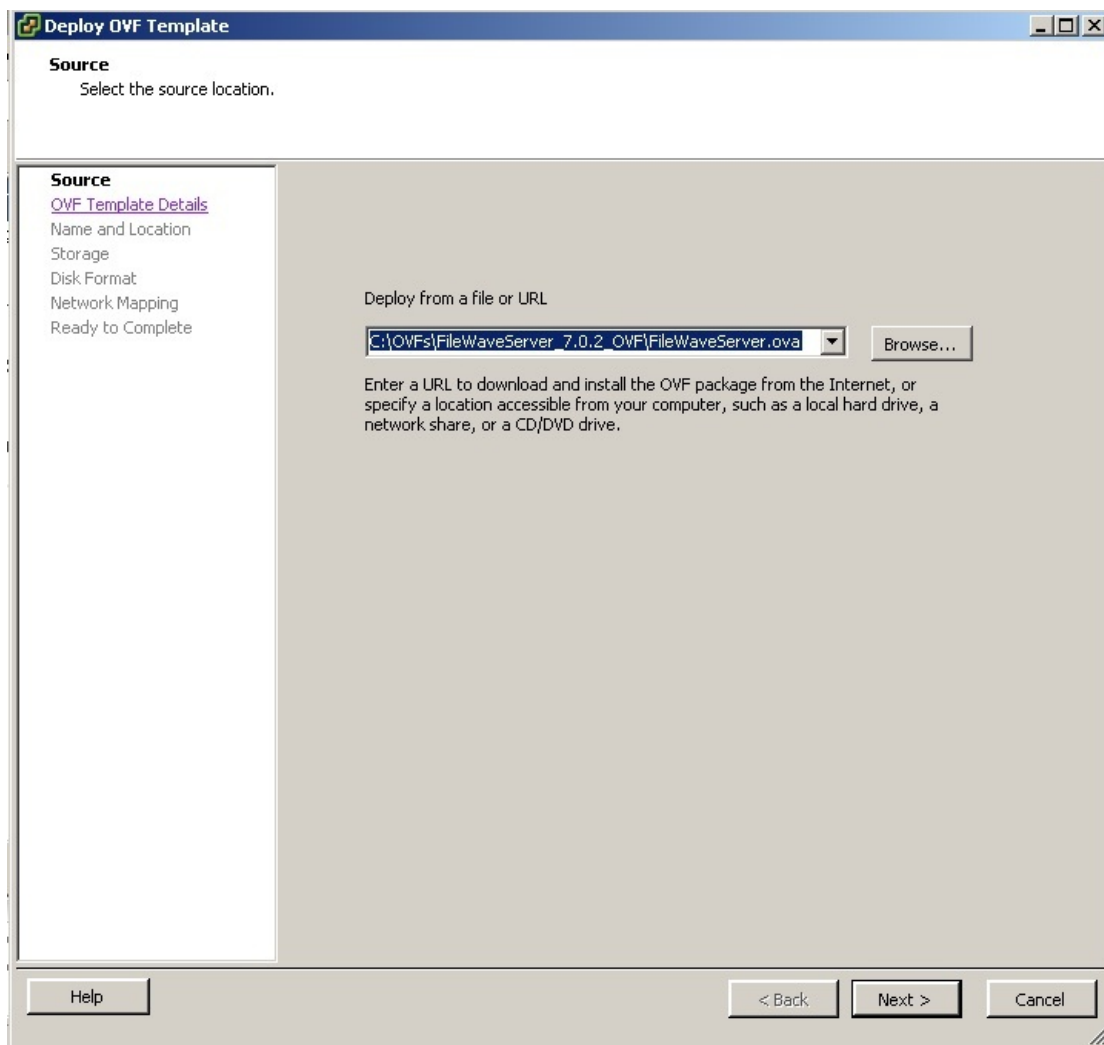 Deploy OVF Template
Source
Select the source location.
Source
OVF Template Details
Name and Location
Storage
Disk Format
Network Mapping
Ready to Complete
Deploy from a file or URL
C:\OVFs\FileWaveServer_7.0.2_OVF\FileWaveServer.ova
Browse...
Enter a URL to download and install the OVF package from the Internet, or
specify a location accessible from your computer, such as a local hard drive, a
network share, or a CD/DVD drive.
Help
< Back
Next >
Cancel